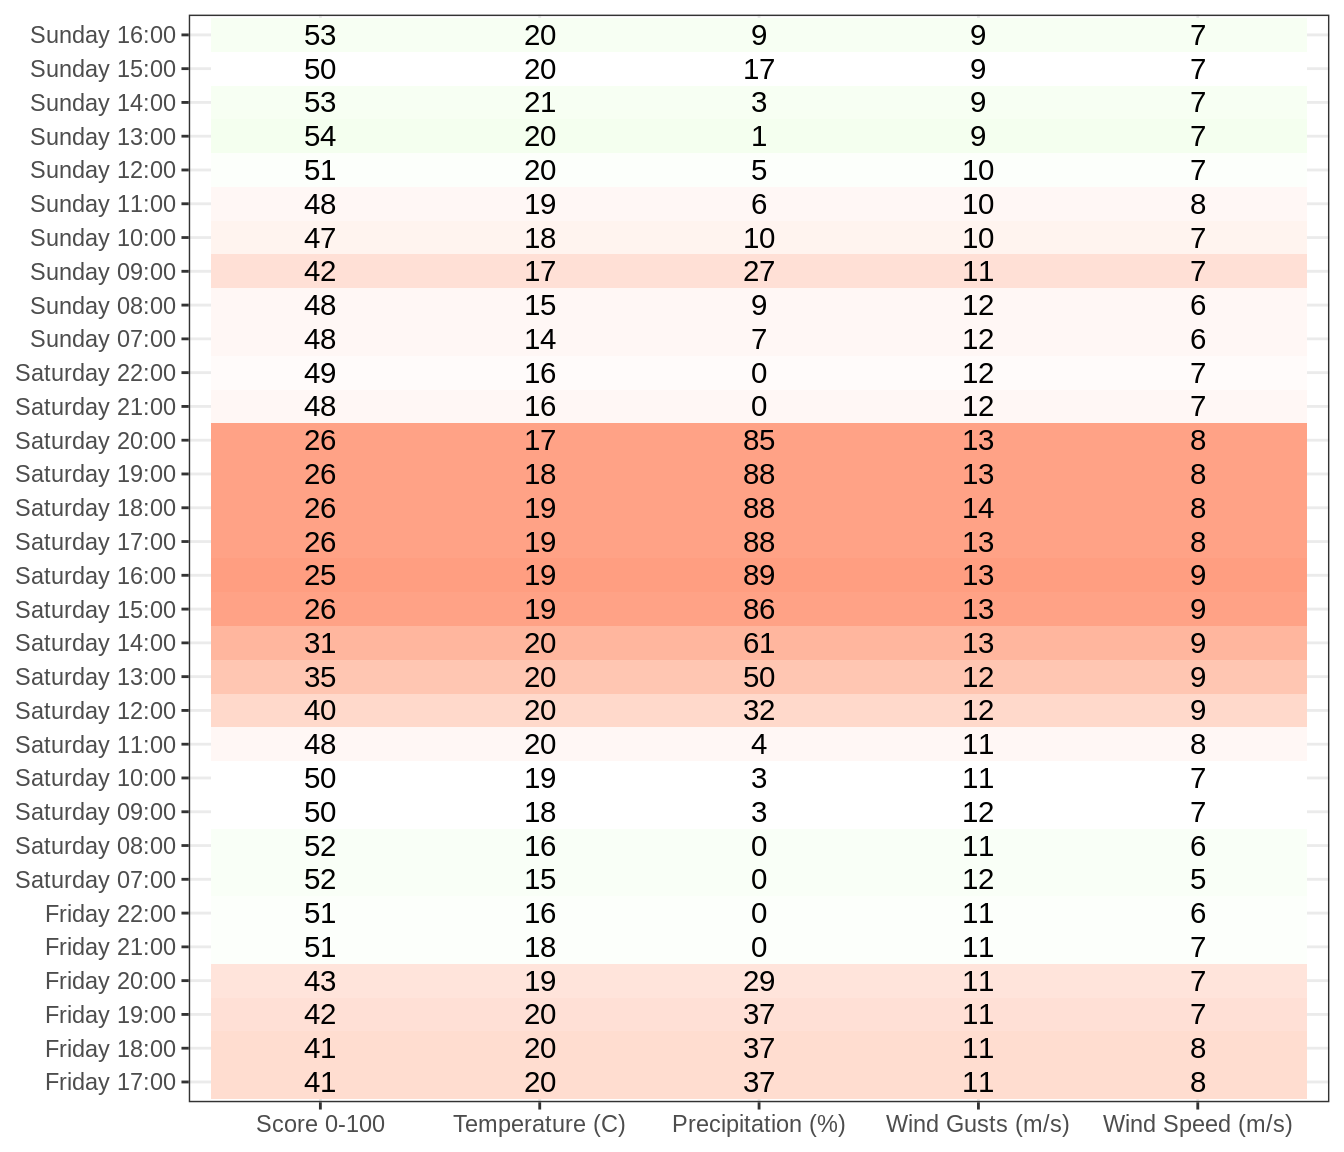 Sunday 16:00 53 20 9 9 7
Sunday 15:00 50 20 17 9 7
Sunday 14:00 53 21 3 9 7
Sunday 13:00 54 20 1 9 7
Sunday 12:00 51 20 5 10 7
Sunday 11:00 48 19 6 10 8
Sunday 10:00 47 18 10 10 7
Sunday 09:00 42 17 27 11 7
Sunday 08:00 48 15 9 12 6
Sunday 07:00 48 14 7 12 6
Saturday 22:00 49 16 0 12 7
Saturday 21:00 48 16 0 12 7
Saturday 20:00 26 17 85 13 8
Saturday 19:00 26 18 88 13 8
Saturday 18:00 26 19 88 14 8
Saturday 17:00 26 19 88 13 8
Saturday 16:00 25 19 89 13 9
Saturday 15:00 26 19 86 13 9
Saturday 14:00 31 20 61 13 9
Saturday 13:00 35 20 50 12 9
Saturday 12:00 40 20 32 12 9
Saturday 11:00 48 20 4 11 8
Saturday 10:00 50 19 3 11 7
Saturday 09:00 50 18 3 12 7
Saturday 08:00 52 16 0 11 6
Saturday 07:00 52 15 0 12 5
Friday 22:00 51 16 0 11 6
Friday 21:00 51 18 0 11 7
Friday 20:00 43 19 29 11 7
Friday 19:00 42 20 37 11 7
Friday 18:00 41 20 37 11 8
Friday 17:00 41 20 37 11 8
Score 0-100 Temperature (C) Precipitation (%) Wind Gusts (m/s) Wind Speed (m/s)